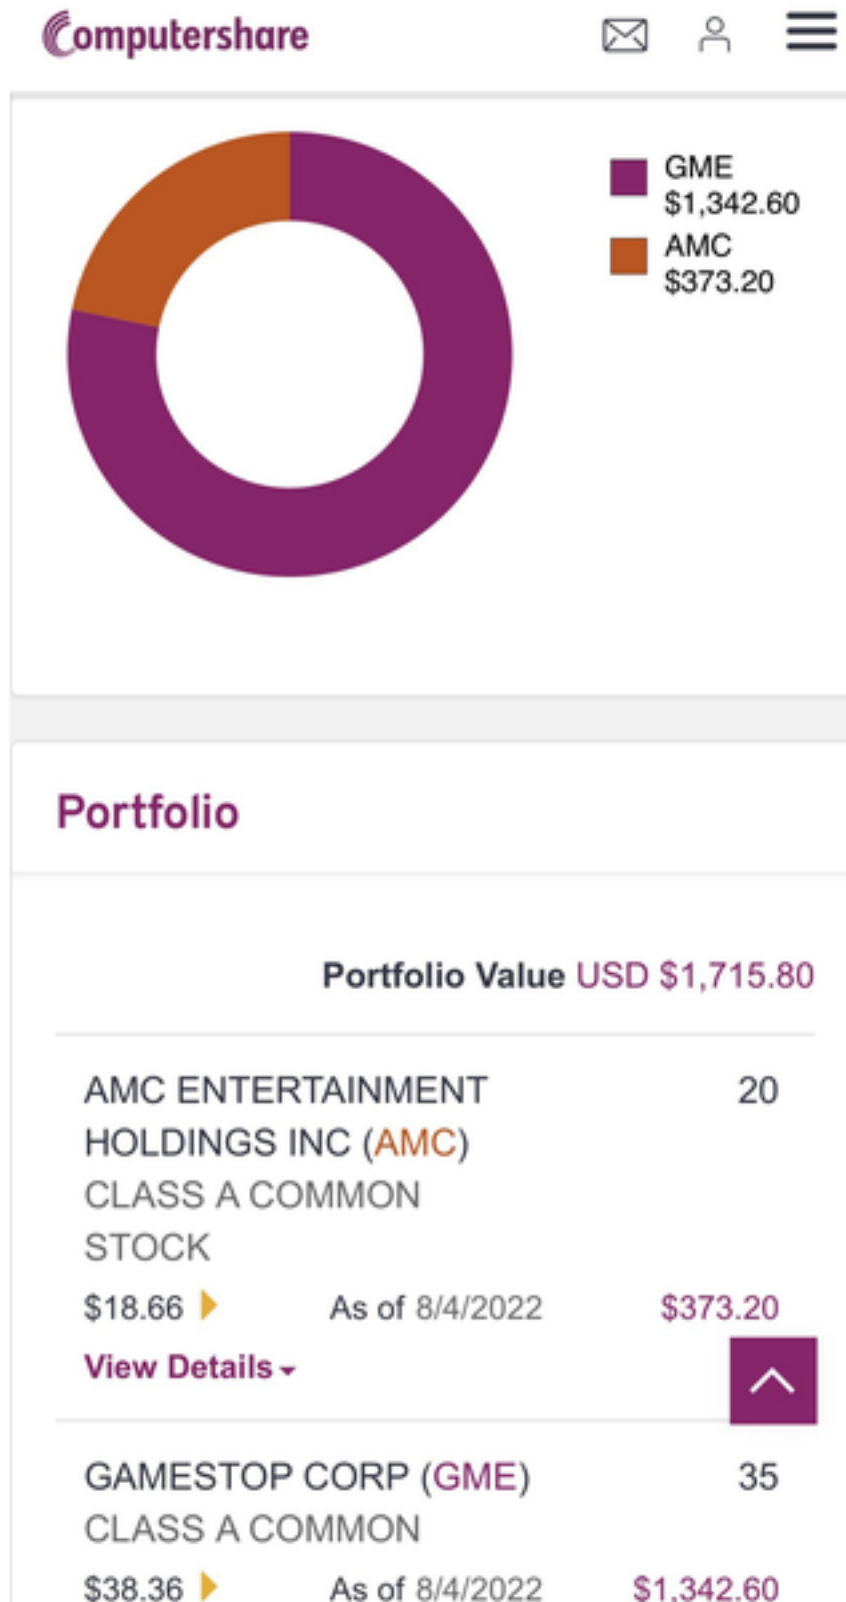 Computershare
GME
$1,342.60
AMC
$373.20
Portfolio
Portfolio Value USD $1,715.80
AMC ENTERTAINMENT 20
HOLDINGS INC (AMC)
CLASS A COMMON
STOCK
$18.66 As of 8/4/2022 $373.20
View Details
GAMESTOP CORP (GME) 35
CLASS A COMMON
$38.36 As of 8/4/2022 $1,342.60